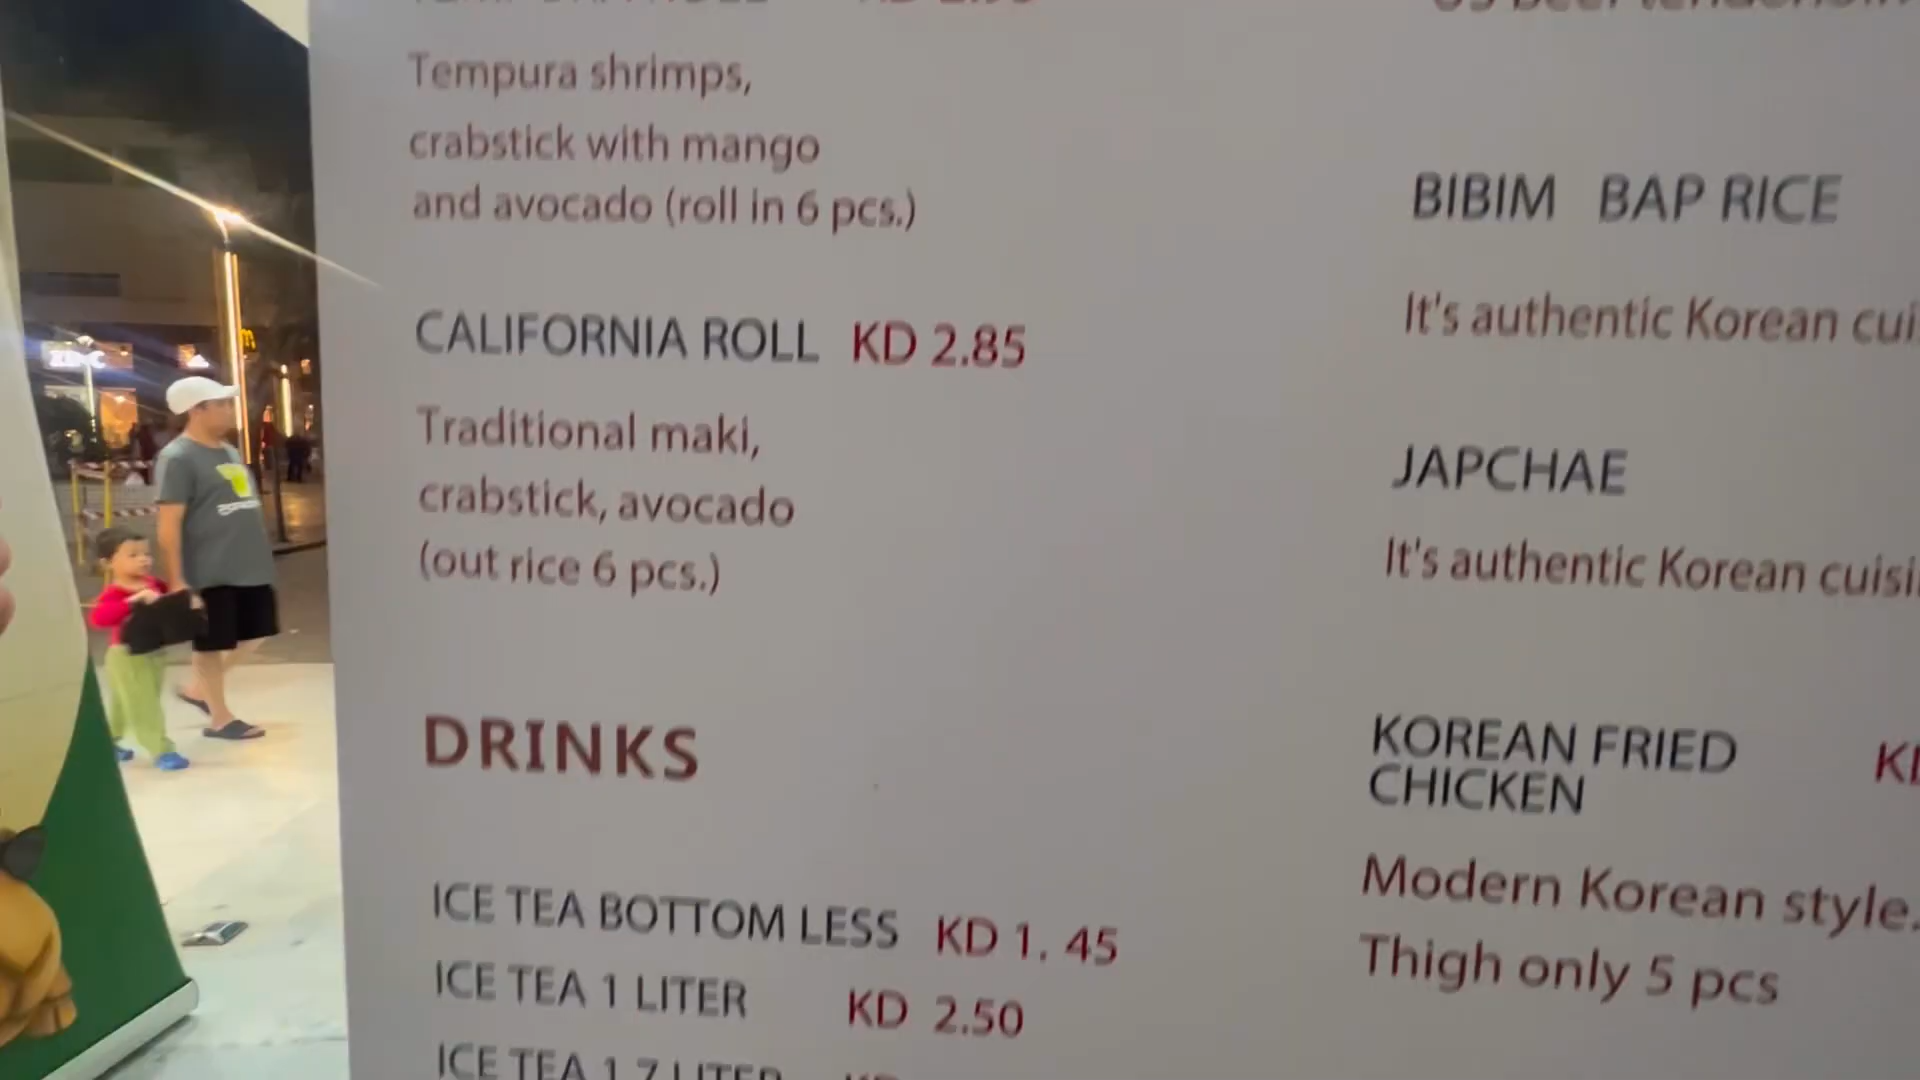 Tempura shrimps,
crabstick with mango
and avocado (roll in 6 pcs.)
CALIFORNIA ROLL KD 2.85
Traditional maki,
crabstick, avocado
(out rice 6 pcs.)
DRINKS
ICE TEA BOTTOM LESS KD 1. 45
ICE TEA 1 LITER KD 2.50
ICE TEA 1.7 LITER
BIBIM BAP RICE
It's authentic Korean cui
JAPCHAE
It's authentic Korean cuisi
KOREAN FRIED
CHICKEN
Modern Korean style.
Thigh only 5 pcs